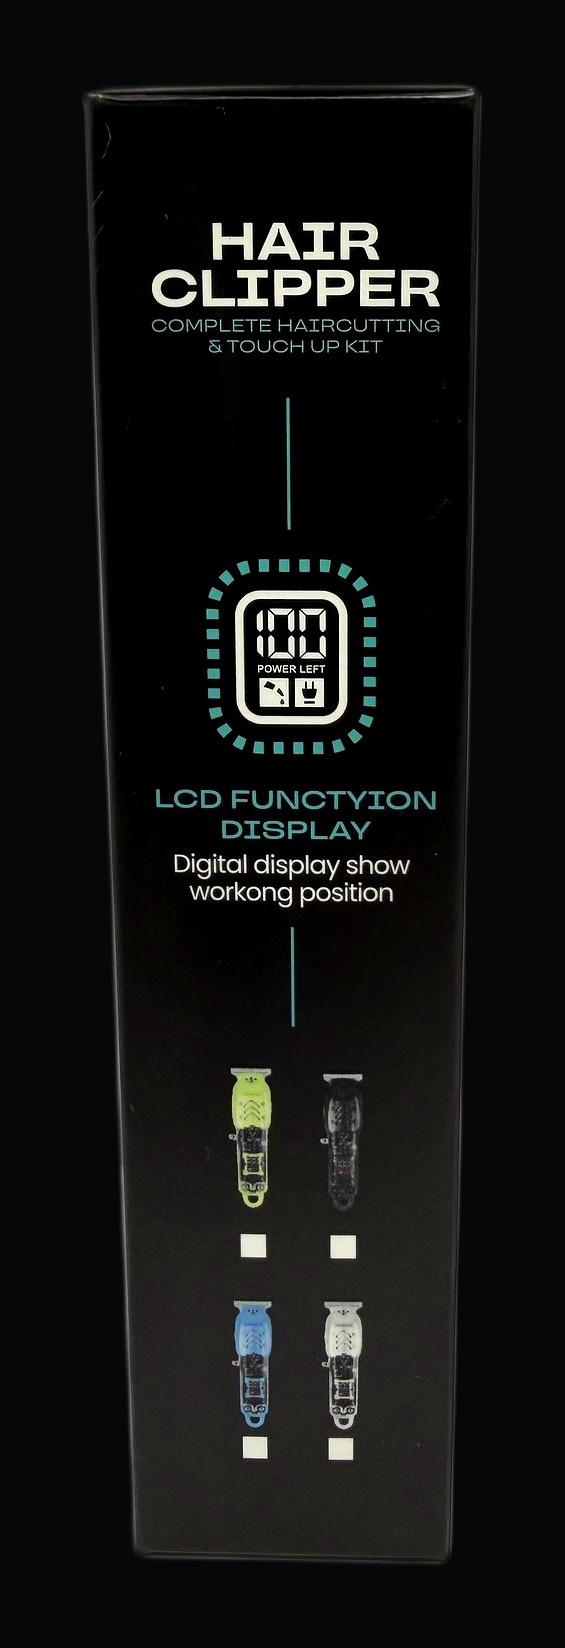 HAIR
CLIPPER
COMPLETE HAIRCUTTING
& TOUCH UP KIT
100
POWER LEFT
LCD FUNCTYION
DISPLAY
Digital display show
workong position